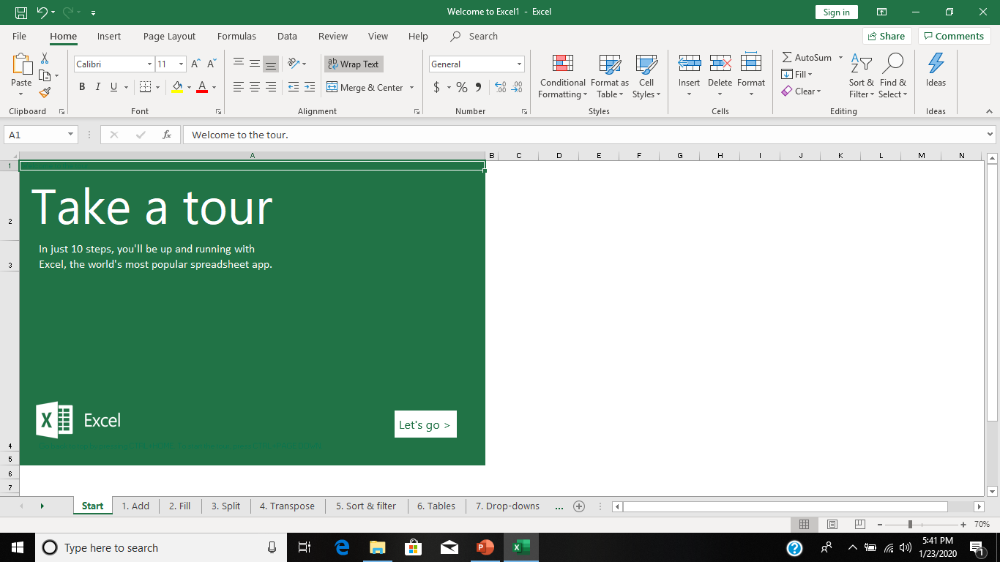 Welcome to Excel1 - Excel
Sign in
File Home Insert Page Layout Formulas Data Review View Help Search
Share Comments
Paste
Clipboard
Calibri 11
B I U
Font
Wrap Text
Merge & Center
Alignment
General
$ % ,
Number
Conditional Formatting
Format as Table
Cell Styles
Styles
Insert Delete Format
Cells
AutoSum
Fill
Clear
Sort & Filter
Find & Select
Editing
Ideas
Ideas
A1 fx Welcome to the tour.
A B C D E F G H I J K L M N
1
2
3
4
5
6
7
Take a tour
In just 10 steps, you'll be up and running with
Excel, the world's most popular spreadsheet app.
Excel
Let's go >
Start 1. Add 2. Fill 3. Split 4. Transpose 5. Sort & filter 6. Tables 7. Drop-downs ...
70%
Type here to search
5:41 PM
1/23/2020
1